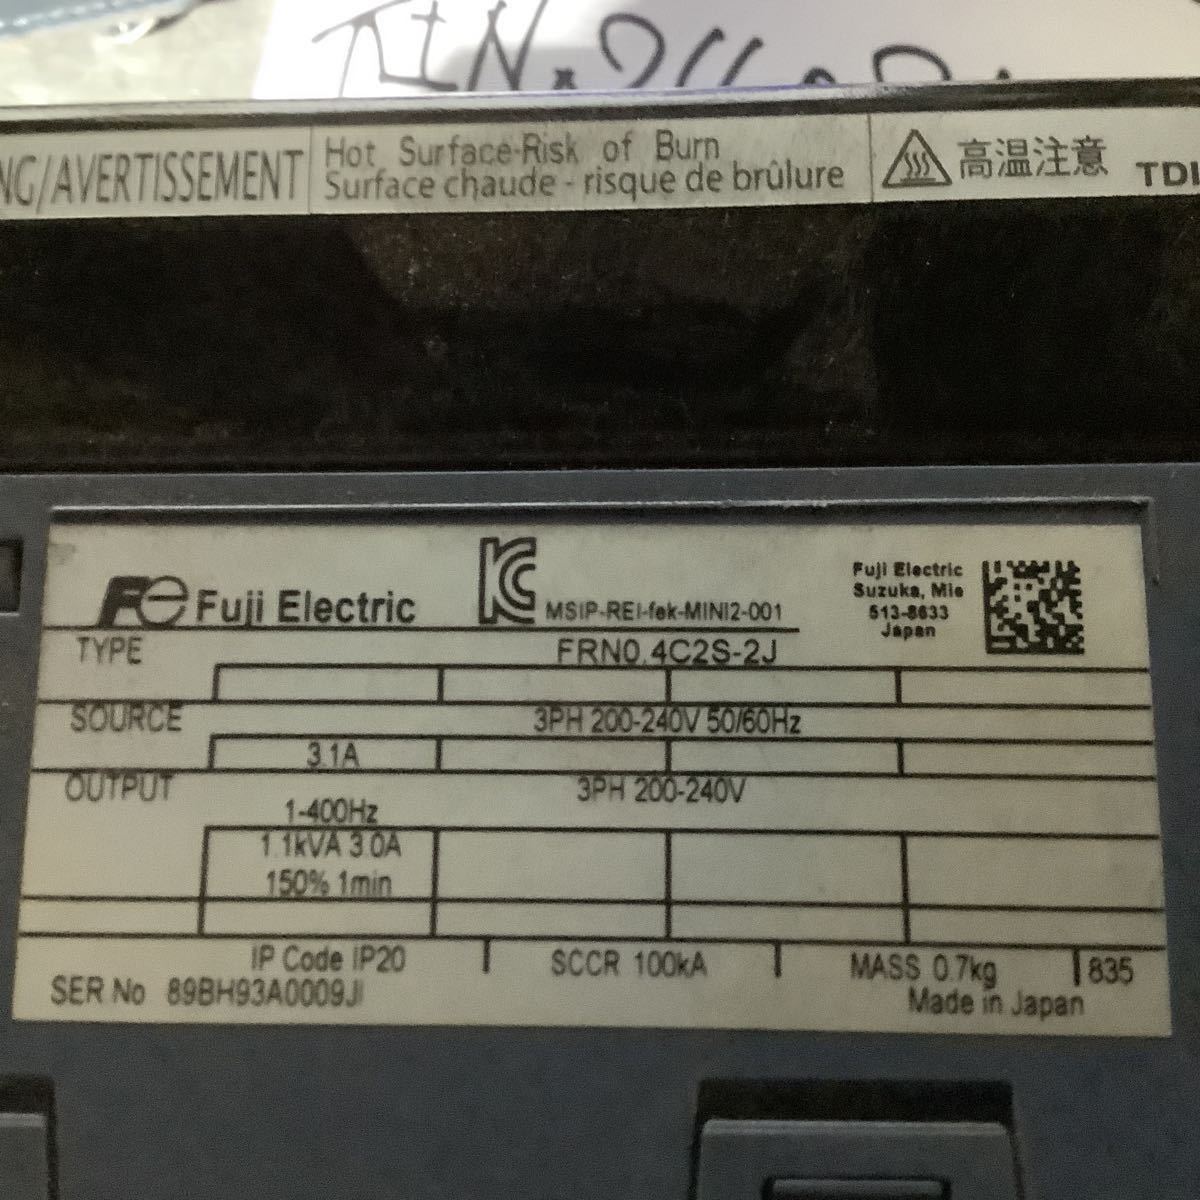 NG/AVERTISSEMENT
Hot Surface-Risk of Burn
Surface chaude - risque de brûlure
高温注意
Fe Fuji Electric
MSIP-REI-fek-MINI2-001
Fuji Electric
Suzuka, Mie
513-8633
Japan
TYPE FRN0.4C2S-2J
SOURCE 3PH 200-240V 50/60Hz
3.1A
OUTPUT 3PH 200-240V
1-400Hz
1.1kVA 3.0A
150% 1min
IP Code IP20 SCCR 100kA MASS 0.7kg 835
SER No 89BH93A0009JI
Made in Japan